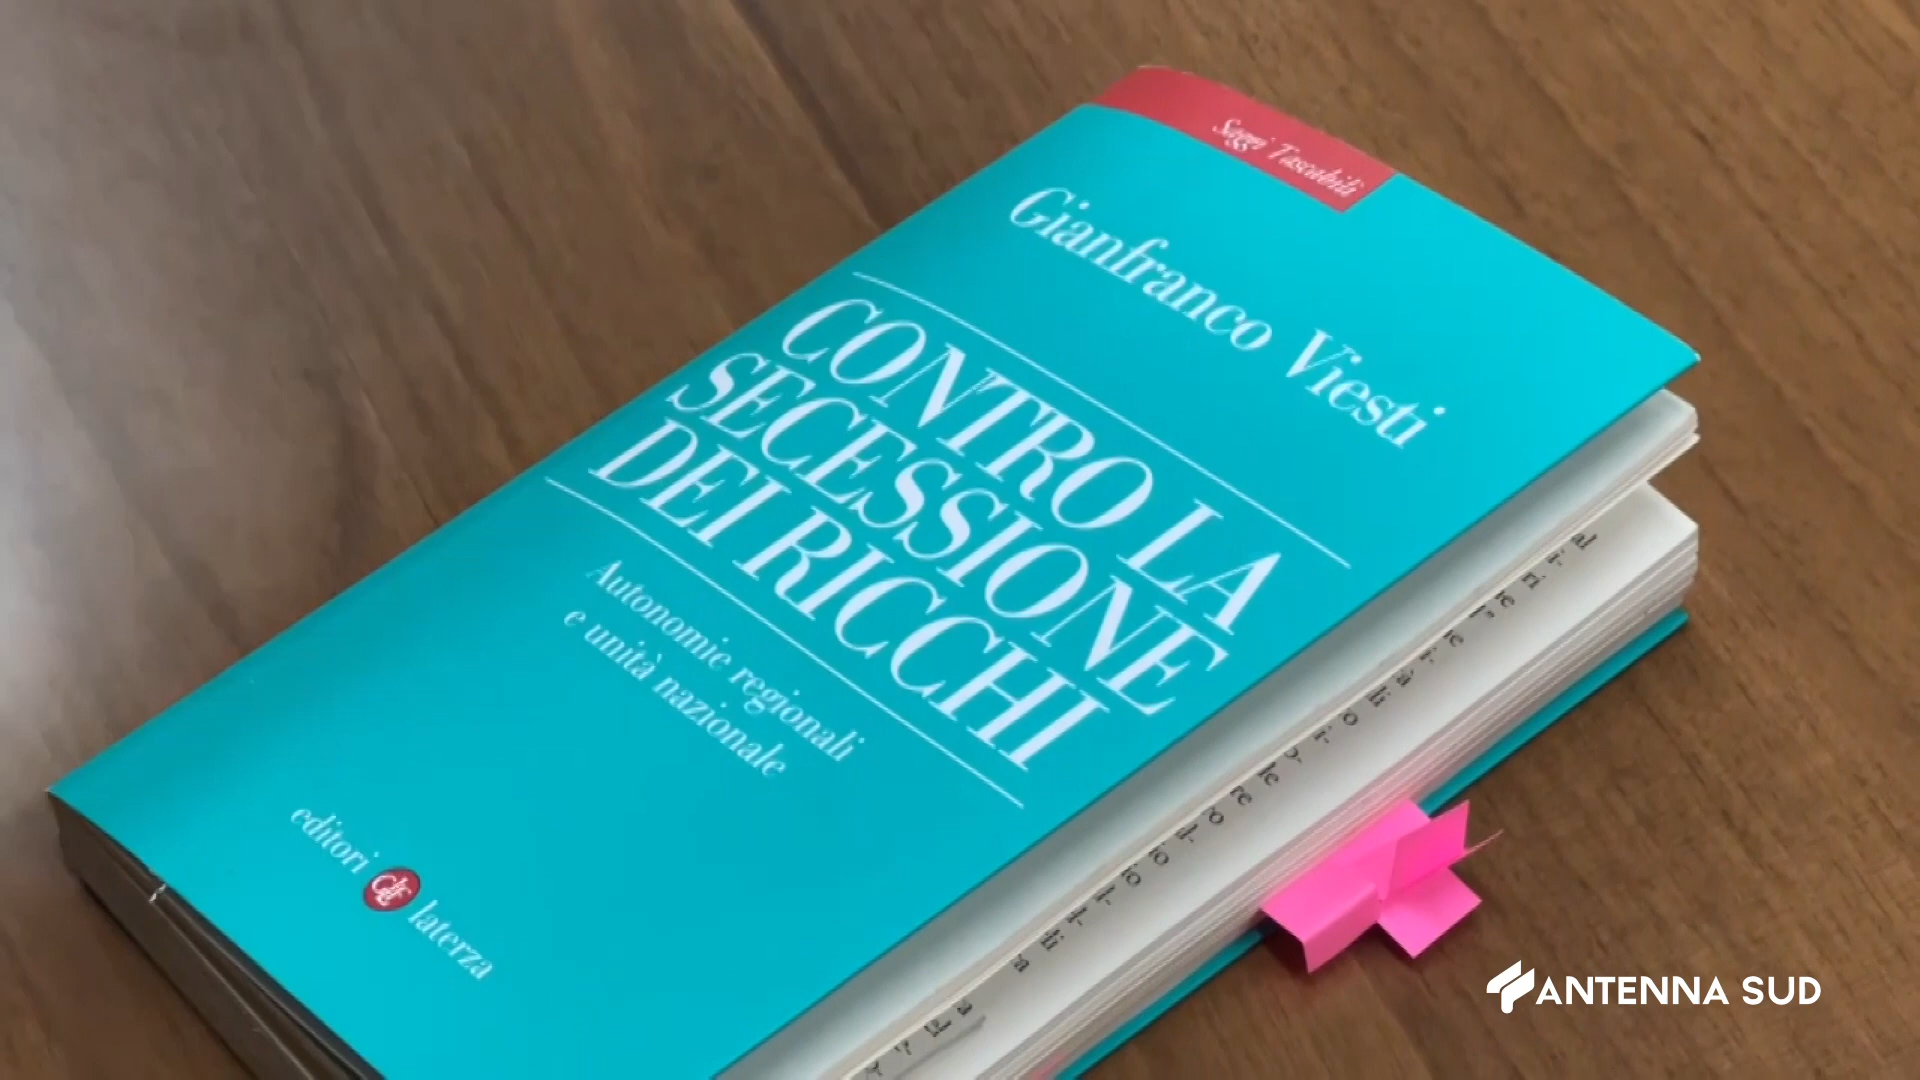 Saggi Tascabili
Gianfranco Viesti
CONTRO LA
SECESSIONE
DEI RICCHI
Autonomie regionali
e unità nazionale
editori laterza
ANTENNA SUD